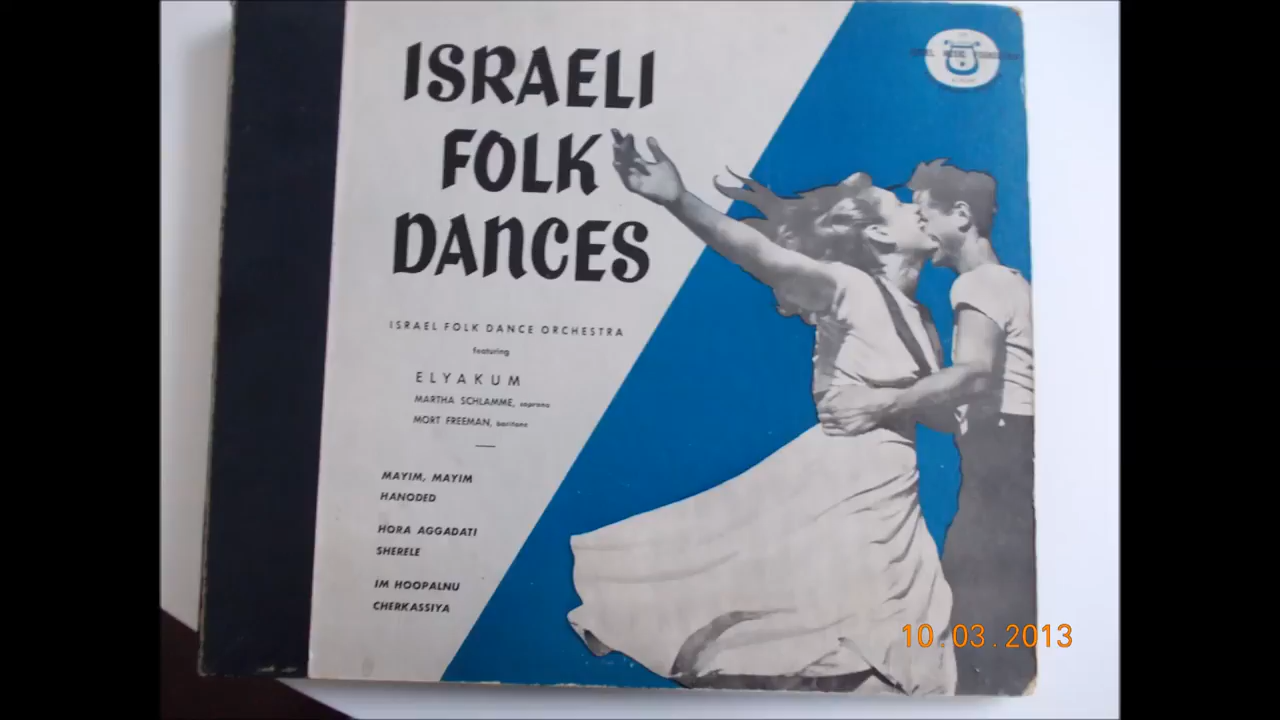 ISRAELI
FOLK
DANCES
ISRAEL FOLK DANCE ORCHESTRA
featuring
ELYAKUM
MARTHA SCHLAMME, soprano
MORT FREEMAN, baritone
MAYIM, MAYIM
HANODED
HORA AGGADATI
SHERELE
IM HOOPALNU
CHERKASSIYA
10.03.2013